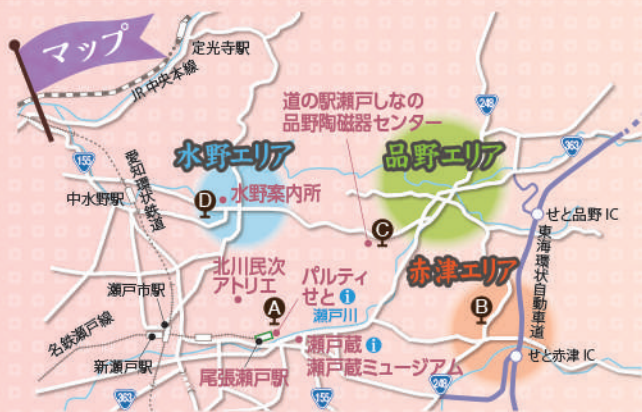 マップ
定光寺駅
JR中央本線
248
道の駅瀬戸しなの
品野陶磁器センター
363
155
愛知環状鉄道
水野エリア
品野エリア
155
中水野駅
D
水野案内所
せと品野IC
C
東海環状自動車道
北川民次
アトリエ
パルティ
せと i
瀬戸川
赤津エリア
瀬戸市駅
A
B
名鉄瀬戸線
新瀬戸駅
尾張瀬戸駅
瀬戸蔵 i
瀬戸蔵ミュージアム
せと赤津IC
363
248